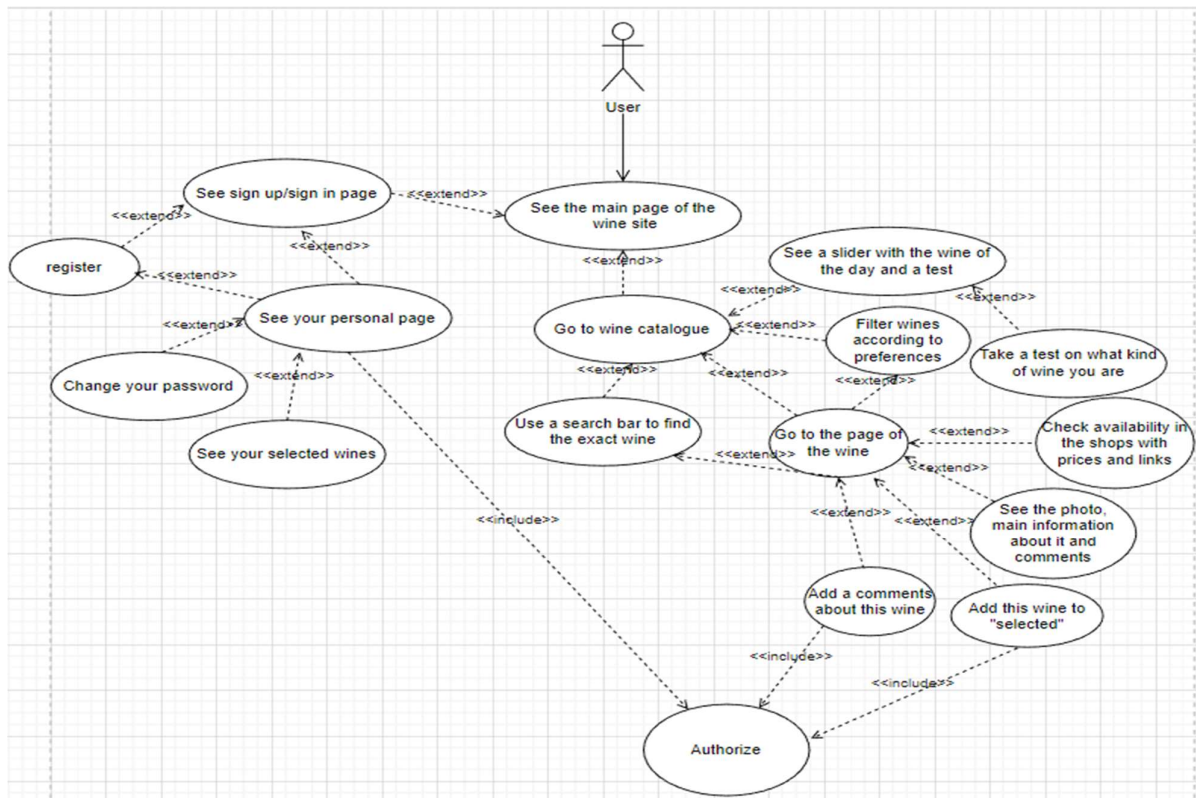 User
See sign up/sign in page
<<extend>>
See the main page of the
wine site
<<extend>>
register
<<extend>>
<<extend>>
<<extend>>
See a slider with the wine of
the day and a test
<<extend>>
<<extend>>
See your personal page
<<extend>>
Go to wine catalogue
<<extend>>
Filter wines
according to
preferences
Take a test on what kind
of wine you are
Change your password
<<extend>>
<<extend>>
<<extend>>
<<extend>>
See your selected wines
Use a search bar to find
the exact wine
Go to the page of
the wine
<<extend>>
Check availability in
the shops with
prices and links
<<extend>>
<<extend>>
<<include>>
<<extend>>
<<extend>>
See the photo,
main information
about it and
comments
Add a comments
about this wine
Add this wine to
"selected"
<<include>>
<<include>>
Authorize